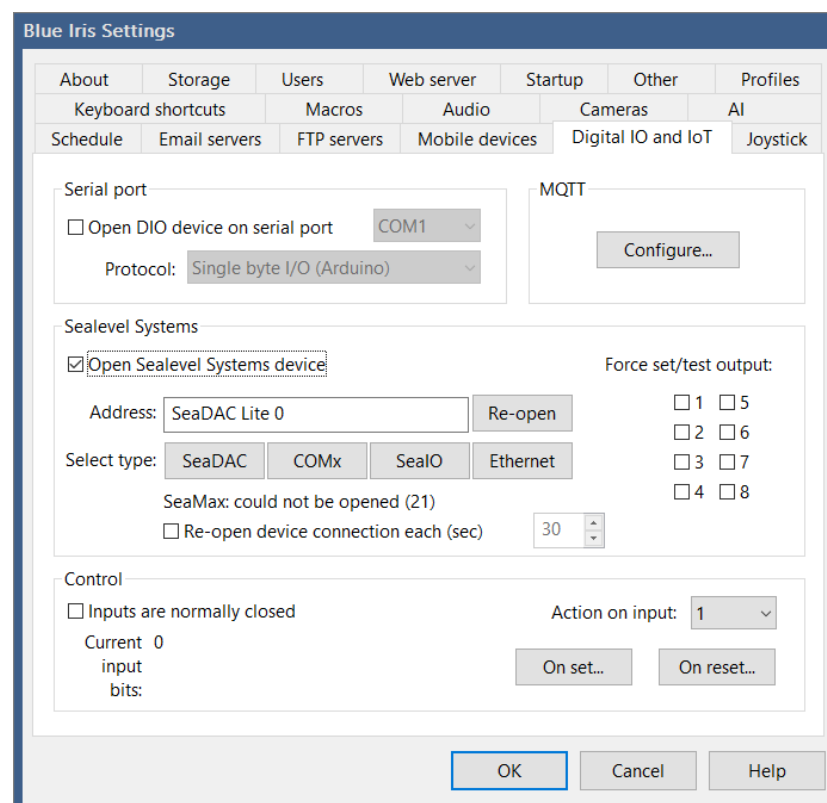 Blue Iris Settings
About Storage Users Web server Startup Other Profiles
Keyboard shortcuts Macros Audio Cameras AI
Schedule Email servers FTP servers Mobile devices Digital IO and IoT Joystick
Serial port
Open DIO device on serial port COM1
Protocol: Single byte I/O (Arduino)
MQTT
Configure...
Sealevel Systems
Open Sealevel Systems device
Address: SeaDAC Lite 0 Re-open
Select type: SeaDAC COMx SeaIO Ethernet
SeaMax: could not be opened (21)
Re-open device connection each (sec) 30
Force set/test output:
1 5
2 6
3 7
4 8
Control
Inputs are normally closed
Current 0
input
bits:
Action on input: 1
On set... On reset...
OK Cancel Help